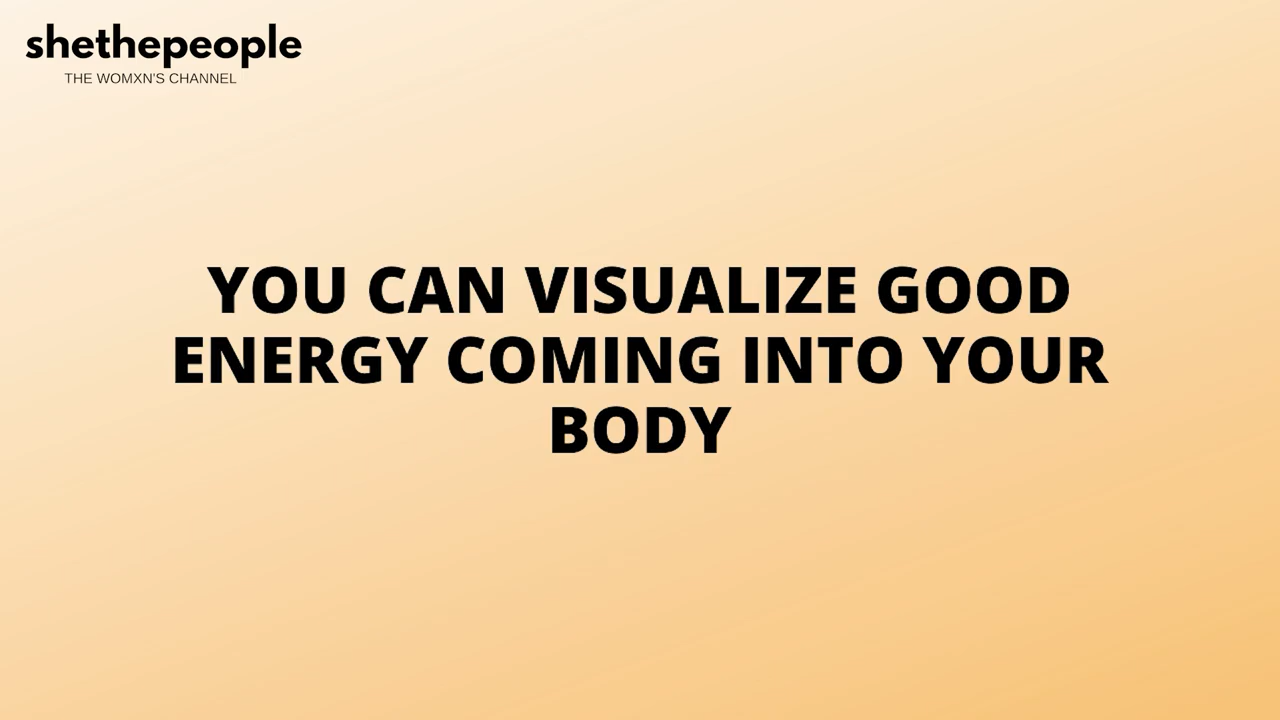 shethepeople
THE WOMXN'S CHANNEL
YOU CAN VISUALIZE GOOD
ENERGY COMING INTO YOUR
BODY